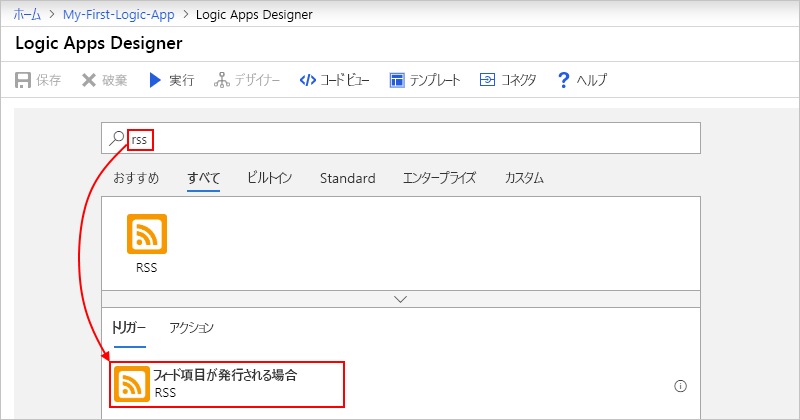 ホーム > My-First-Logic-App > Logic Apps Designer
Logic Apps Designer
保存 破棄 実行 デザイナー コードビュー テンプレート コネクタ ? ヘルプ
rss
おすすめ すべて ビルトイン Standard エンタープライズ カスタム
RSS
トリガー アクション
フィード項目が発行される場合
RSS